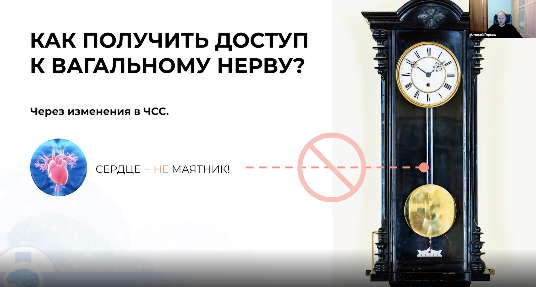 КАК ПОЛУЧИТЬ ДОСТУП
К ВАГАЛЬНОМУ НЕРВУ?
Через изменения в ЧСС.
СЕРДЦЕ – НЕ МАЯТНИК!